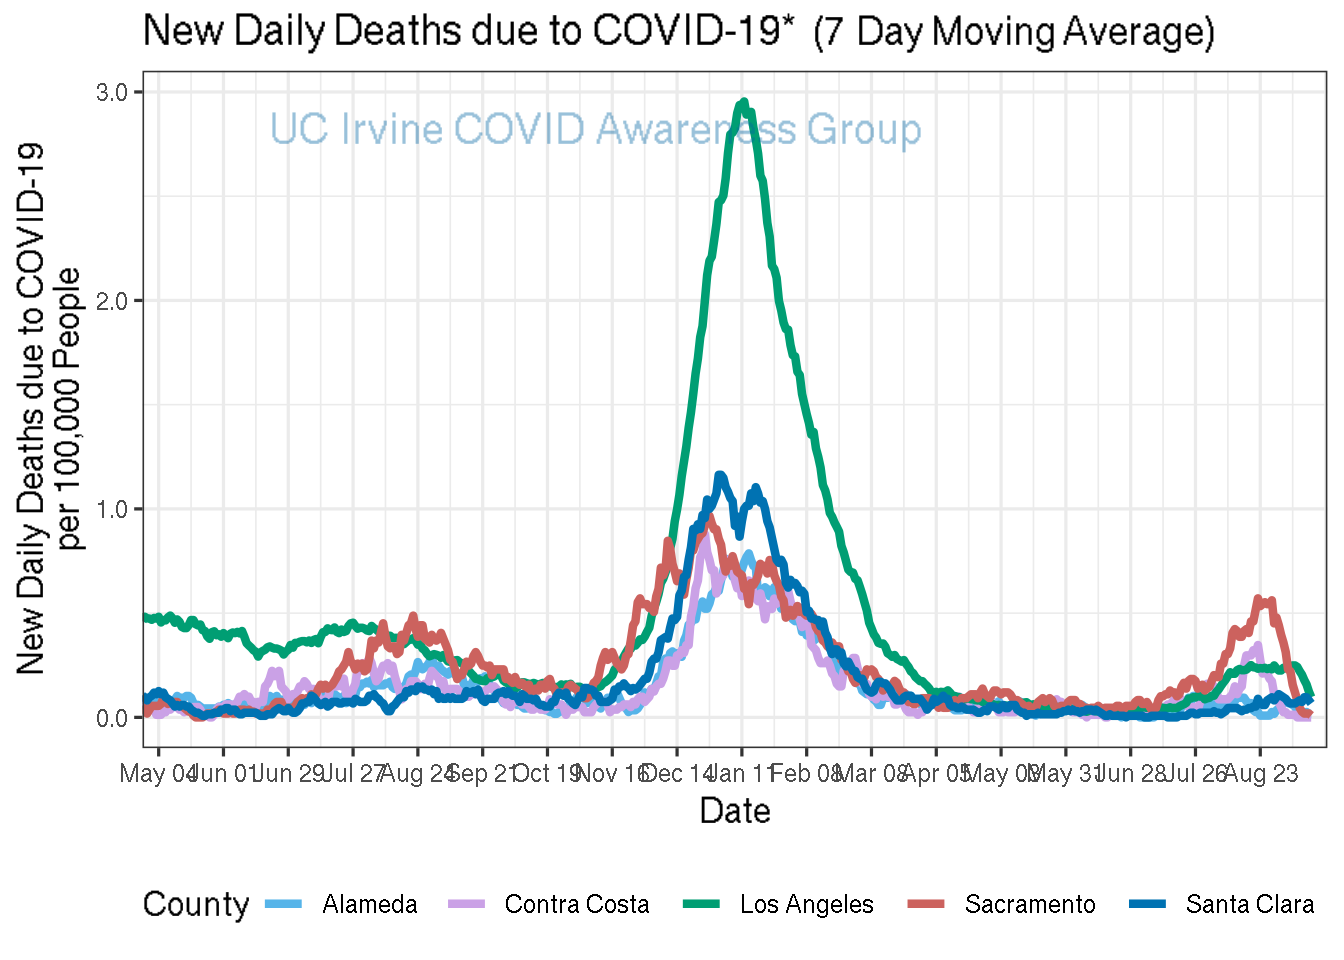 New Daily Deaths due to COVID-19* (7 Day Moving Average)
UC Irvine COVID Awareness Group
New Daily Deaths due to COVID-19
per 100,000 People
3.0
2.0
1.0
0.0
May 04 Jun 01 Jun 29 Jul 27 Aug 24 Sep 21 Oct 19 Nov 16 Dec 14 Jan 11 Feb 08 Mar 08 Apr 05 May 03 May 31 Jun 28 Jul 26 Aug 23
Date
County Alameda Contra Costa Los Angeles Sacramento Santa Clara